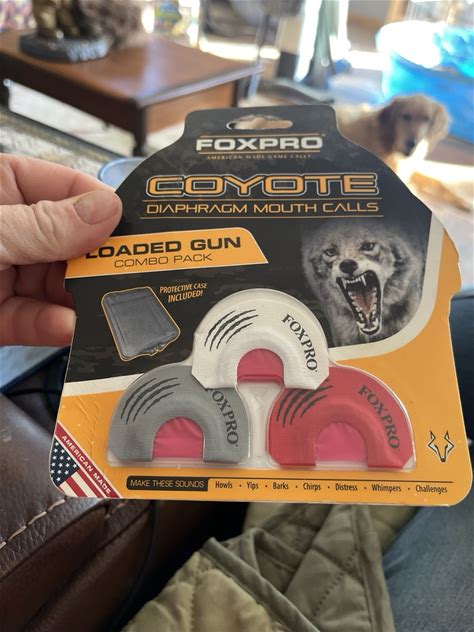 FOXPRO
AMERICAN MADE GAME CALLS
COYOTE
DIAPHRAGM MOUTH CALLS
LOADED GUN
COMBO PACK
PROTECTIVE CASE
INCLUDED!
FOXPRO
FOXPRO
FOXPRO
AMERICAN MADE
MAKE THESE SOUNDS Howls • Yips • Barks • Chirps • Distress • Whimpers • Challenges